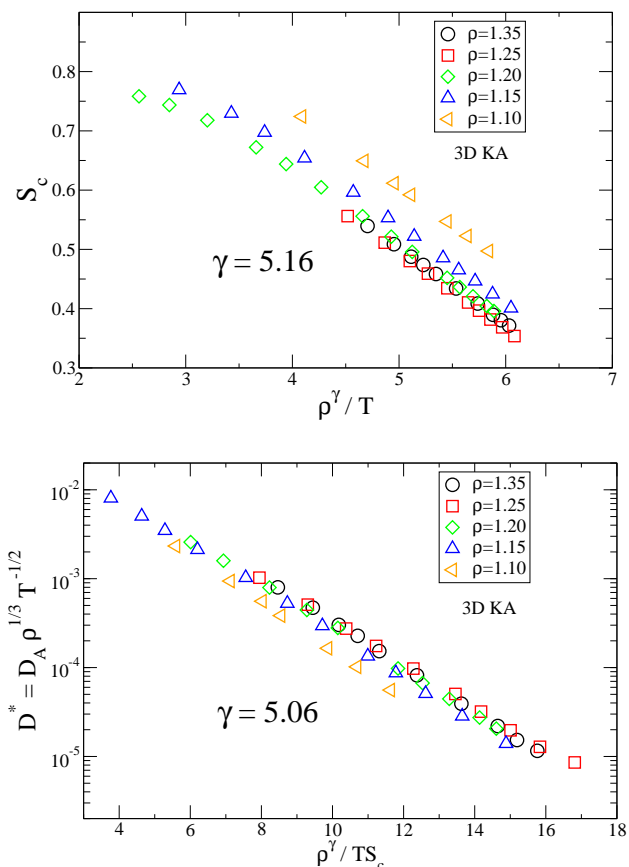 0.8
0.7
0.6
0.5
0.4
0.3
S_c
ρ=1.35
ρ=1.25
ρ=1.20
ρ=1.15
ρ=1.10
3D KA
γ = 5.16
2 3 4 5 6 7
ρ^γ / T
10^-2
10^-3
10^-4
10^-5
D^* = D_A ρ^1/3 T^-1/2
ρ=1.35
ρ=1.25
ρ=1.20
ρ=1.15
ρ=1.10
3D KA
γ = 5.06
4 6 8 10 12 14 16 18
ρ^γ / TS_c